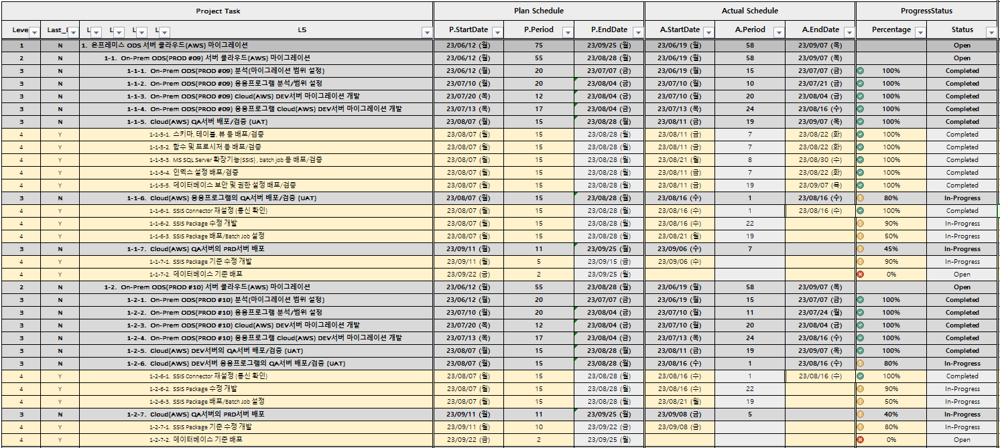 Project Task Plan Schedule Actual Schedule ProgressStatus
Level Last_L L L L L L5 P.StartDate P.Period P.EndDate A.StartDate A.Period A.EndDate Percentage Status
1 N 1. 온프레미스 ODS 서버 클라우드(AWS) 마이그레이션 23/06/12 (월) 75 23/09/25 (월) 23/06/19 (월) 58 23/09/07 (목) Open
2 N 1-1. On-Prem ODS(PROD #09) 서버 클라우드(AWS) 마이그레이션 23/06/12 (월) 55 23/08/28 (월) 23/06/19 (월) 58 23/09/07 (목) Open
3 N 1-1-1. On-Prem ODS(PROD #09) 분석(마이그레이션 범위 설정) 23/06/12 (월) 20 23/07/07 (금) 23/06/19 (월) 15 23/07/07 (금) 100% Completed
3 N 1-1-2. On-Prem ODS(PROD #09) 응용프로그램 분석/범위 설정 23/07/10 (월) 20 23/08/04 (금) 23/07/10 (월) 10 23/07/21 (금) 100% Completed
3 N 1-1-3. On-Prem ODS(PROD #09) Cloud(AWS) DEV서버 마이그레이션 개발 23/07/20 (목) 12 23/08/04 (금) 23/07/10 (월) 20 23/08/04 (금) 100% Completed
3 N 1-1-4. On-Prem ODS(PROD #09) 응용프로그램 Cloud(AWS) DEV서버 마이그레이션 개발 23/07/13 (목) 17 23/08/04 (금) 23/07/13 (목) 24 23/08/16 (수) 100% Completed
3 N 1-1-5. Cloud(AWS) QA서버 배포/검증 (UAT) 23/08/07 (월) 15 23/08/28 (월) 23/08/11 (금) 19 23/09/07 (목) 100% Completed
4 Y 1-1-5-1. 스키마, 테이블, 뷰 등 배포/검증 23/08/07 (월) 15 23/08/28 (월) 23/08/11 (금) 7 23/08/22 (화) 100% Completed
4 Y 1-1-5-2. 함수 및 프로시저 등 배포/검증 23/08/07 (월) 15 23/08/28 (월) 23/08/11 (금) 7 23/08/22 (화) 100% Completed
4 Y 1-1-5-3. MS SQL Server 확장기능(SSIS) , batch job 등 배포/검증 23/08/07 (월) 15 23/08/28 (월) 23/08/21 (월) 8 23/08/30 (수) 100% Completed
4 Y 1-1-5-4. 인덱스 설정 배포/검증 23/08/07 (월) 15 23/08/28 (월) 23/08/11 (금) 7 23/08/22 (화) 100% Completed
4 Y 1-1-5-5. 데이터베이스 보안 및 권한 설정 배포/검증 23/08/07 (월) 15 23/08/28 (월) 23/08/11 (금) 19 23/09/07 (목) 100% Completed
3 N 1-1-6. Cloud(AWS) 응용프로그램의 QA서버 배포/검증 (UAT) 23/08/07 (월) 15 23/08/28 (월) 23/08/16 (수) 1 23/08/16 (수) 80% In-Progress
4 Y 1-1-6-1. SSIS Connector 재설정 (통신 확인) 23/08/07 (월) 15 23/08/28 (월) 23/08/16 (수) 1 23/08/16 (수) 100% Completed
4 Y 1-1-6-2. SSIS Package 수정 개발 23/08/07 (월) 15 23/08/28 (월) 23/08/16 (수) 22 90% In-Progress
4 Y 1-1-6-3. SSIS Package 배포/Batch Job 설정 23/08/07 (월) 15 23/08/28 (월) 23/08/21 (월) 19 50% In-Progress
3 N 1-1-7. Cloud(AWS) QA서버의 PRD서버 배포 23/09/11 (월) 11 23/09/25 (월) 23/09/06 (수) 7 45% In-Progress
4 Y 1-1-7-1. SSIS Package 기준 수정 개발 23/09/11 (월) 5 23/09/15 (금) 23/09/06 (수) 90% In-Progress
4 Y 1-1-7-2. 데이터베이스 기준 배포 23/09/22 (금) 2 23/09/25 (월) 0% Open
2 N 1-2. On-Prem ODS(PROD #10) 서버 클라우드(AWS) 마이그레이션 23/06/12 (월) 55 23/08/28 (월) 23/06/19 (월) 58 23/09/07 (목) Open
3 N 1-2-1. On-Prem ODS(PROD #10) 분석(마이그레이션 범위 설정) 23/06/12 (월) 20 23/07/07 (금) 23/06/19 (월) 15 23/07/07 (금) 100% Completed
3 N 1-2-2. On-Prem ODS(PROD #10) 응용프로그램 분석/범위 설정 23/07/10 (월) 20 23/08/04 (금) 23/07/10 (월) 11 23/07/24 (월) 100% Completed
3 N 1-2-3. On-Prem ODS(PROD #10) Cloud(AWS) DEV서버 마이그레이션 개발 23/07/20 (목) 12 23/08/04 (금) 23/07/10 (월) 20 23/08/04 (금) 100% Completed
3 N 1-2-4. On-Prem ODS(PROD #10) 응용프로그램 Cloud(AWS) DEV서버 마이그레이션 개발 23/07/13 (목) 17 23/08/04 (금) 23/07/13 (목) 24 23/08/16 (수) 100% Completed
3 N 1-2-5. Cloud(AWS) DEV서버의 QA서버 배포/검증 (UAT) 23/08/07 (월) 15 23/08/28 (월) 23/08/11 (금) 19 23/09/07 (목) 100% Completed
3 N 1-2-6. Cloud(AWS) DEV서버 응용프로그램의 QA서버 배포/검증 (UAT) 23/08/07 (월) 15 23/08/28 (월) 23/08/16 (수) 1 23/08/16 (수) 80% In-Progress
4 Y 1-2-6-1. SSIS Connector 재설정 (통신 확인) 23/08/07 (월) 15 23/08/28 (월) 23/08/16 (수) 1 23/08/16 (수) 100% Completed
4 Y 1-2-6-2. SSIS Package 수정 개발 23/08/07 (월) 15 23/08/28 (월) 23/08/16 (수) 22 90% In-Progress
4 Y 1-2-6-3. SSIS Package 배포/Batch Job 설정 23/08/07 (월) 15 23/08/28 (월) 23/08/21 (월) 19 50% In-Progress
3 N 1-2-7. Cloud(AWS) QA서버의 PRD서버 배포 23/09/11 (월) 11 23/09/25 (월) 23/09/08 (금) 5 40% In-Progress
4 Y 1-2-7-1. SSIS Package 기준 수정 개발 23/09/11 (월) 10 23/09/22 (금) 23/09/08 (금) 80% In-Progress
4 Y 1-2-7-2. 데이터베이스 기준 배포 23/09/22 (금) 2 23/09/25 (월) 0% Open